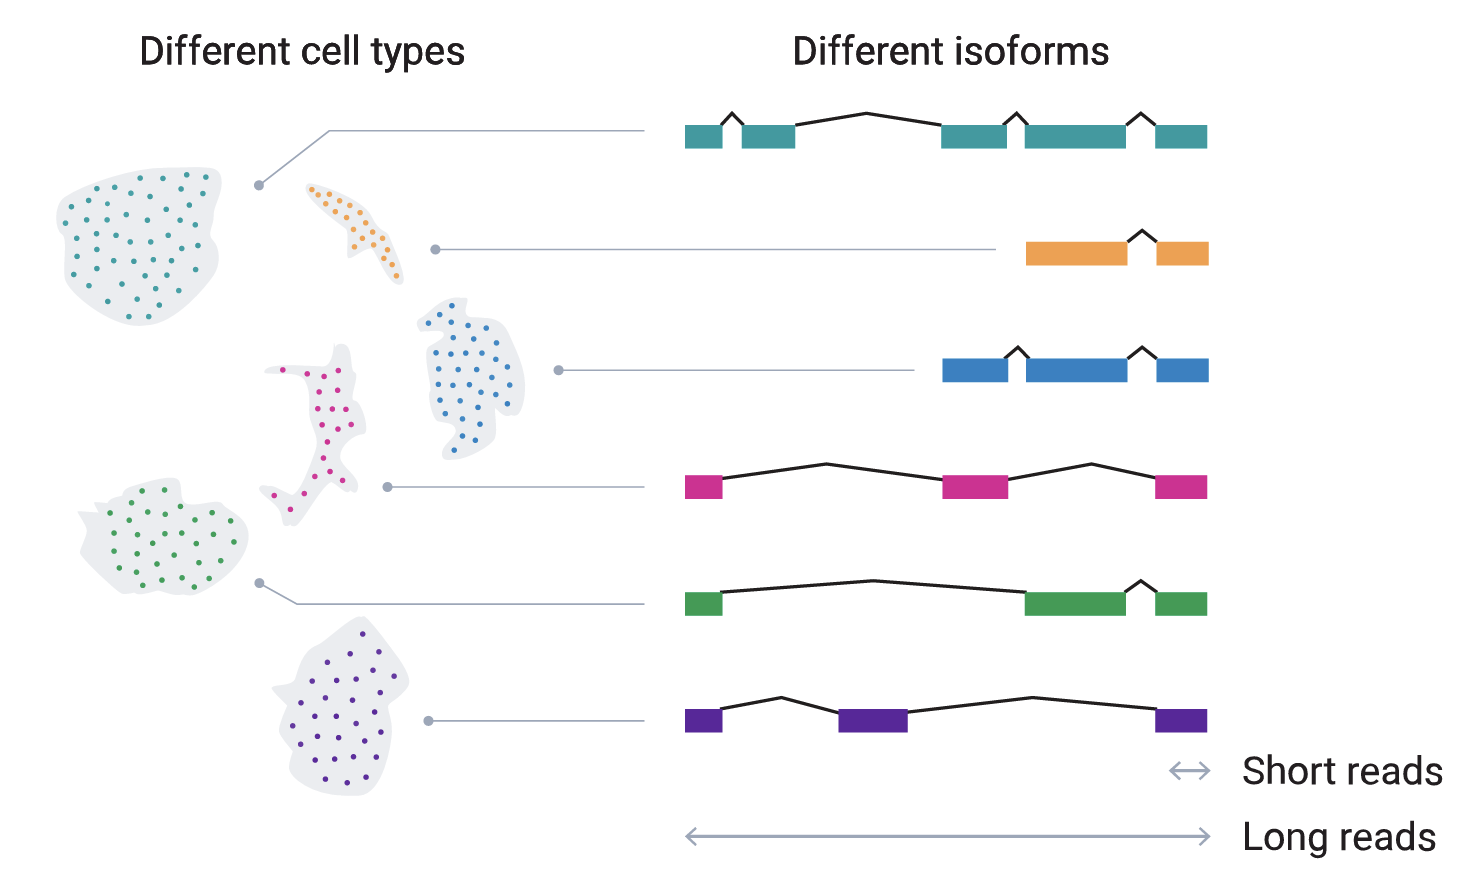 Different cell types
Different isoforms
Short reads
Long reads